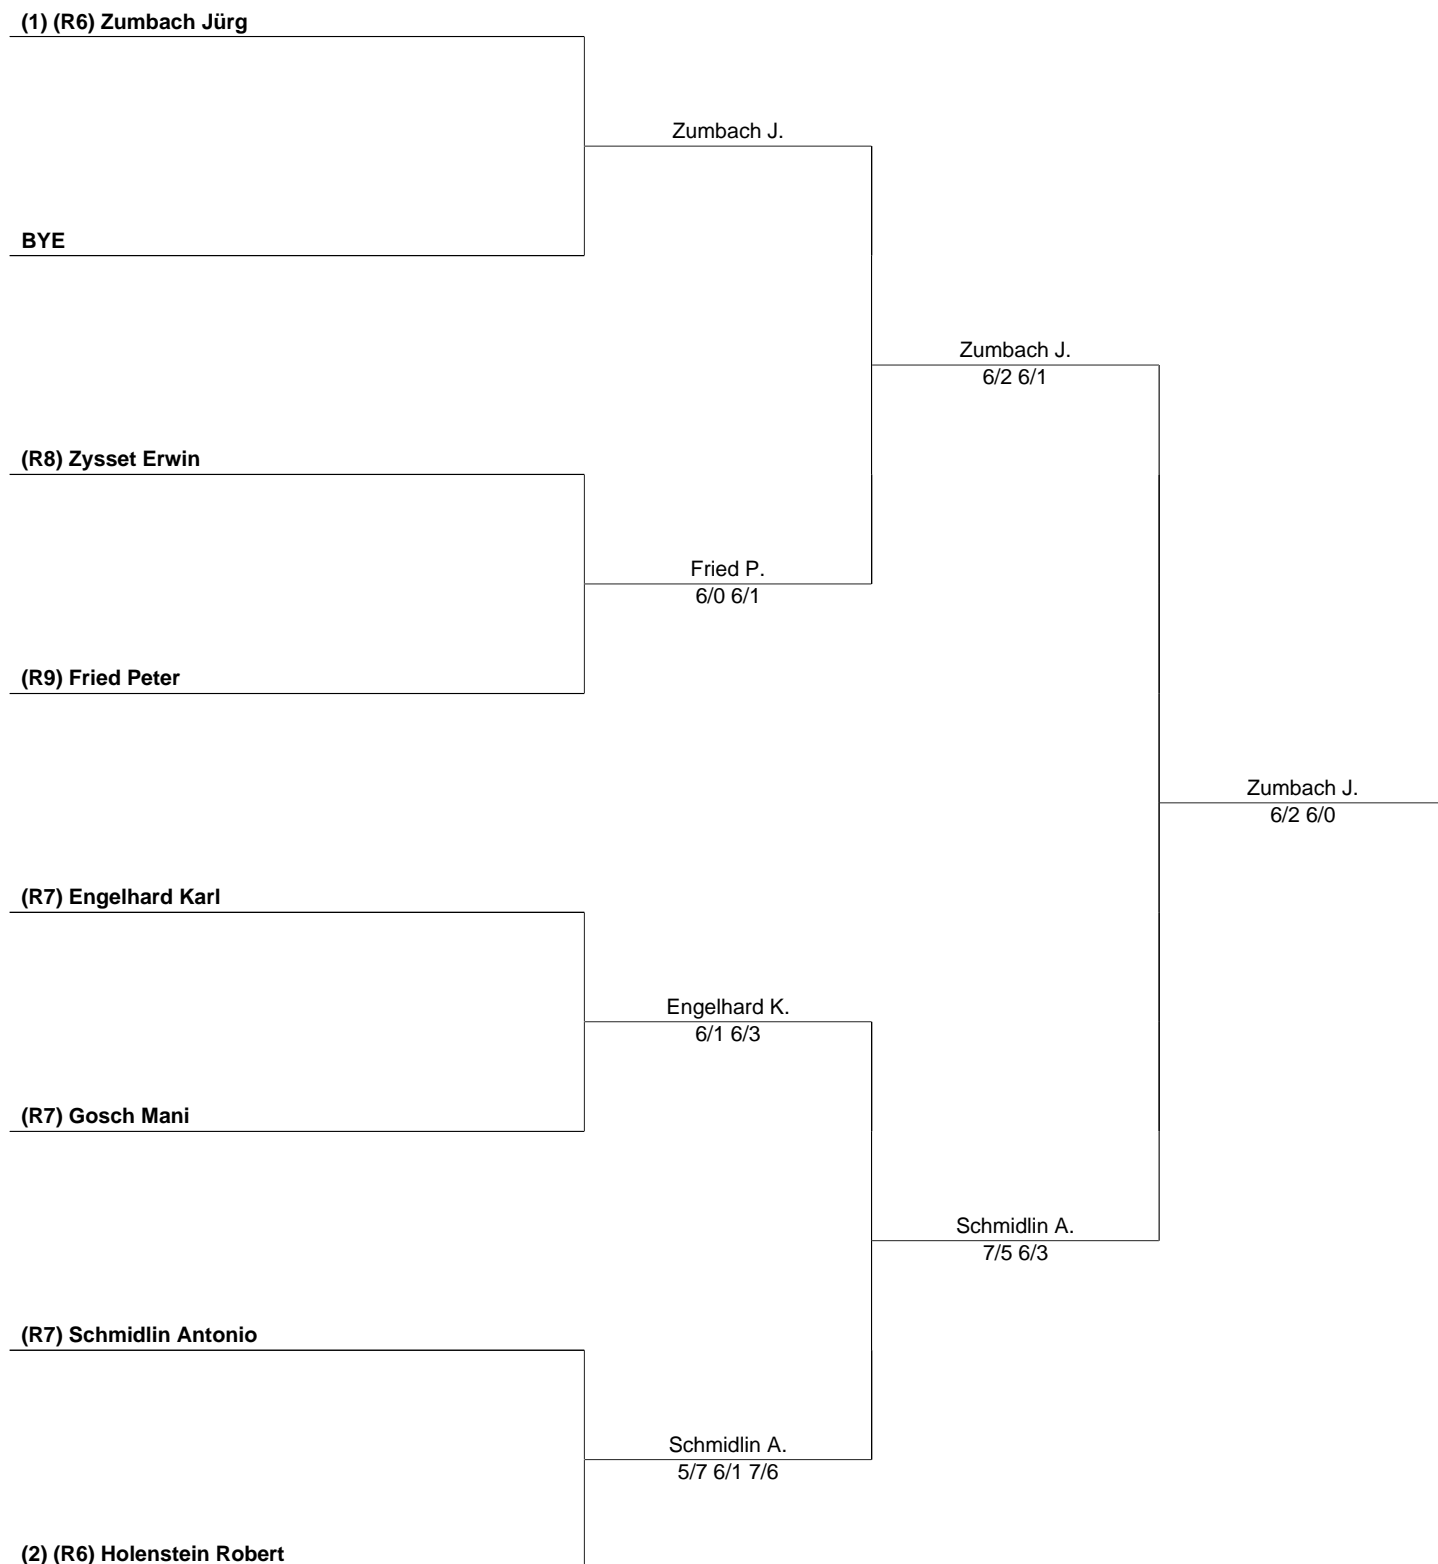 (1) (R6) Zumbach Jürg
Zumbach J.
BYE
Zumbach J.
6/2 6/1
(R8) Zysset Erwin
Fried P.
6/0 6/1
(R9) Fried Peter
Zumbach J.
6/2 6/0
(R7) Engelhard Karl
Engelhard K.
6/1 6/3
(R7) Gosch Mani
Schmidlin A.
7/5 6/3
(R7) Schmidlin Antonio
Schmidlin A.
5/7 6/1 7/6
(2) (R6) Holenstein Robert